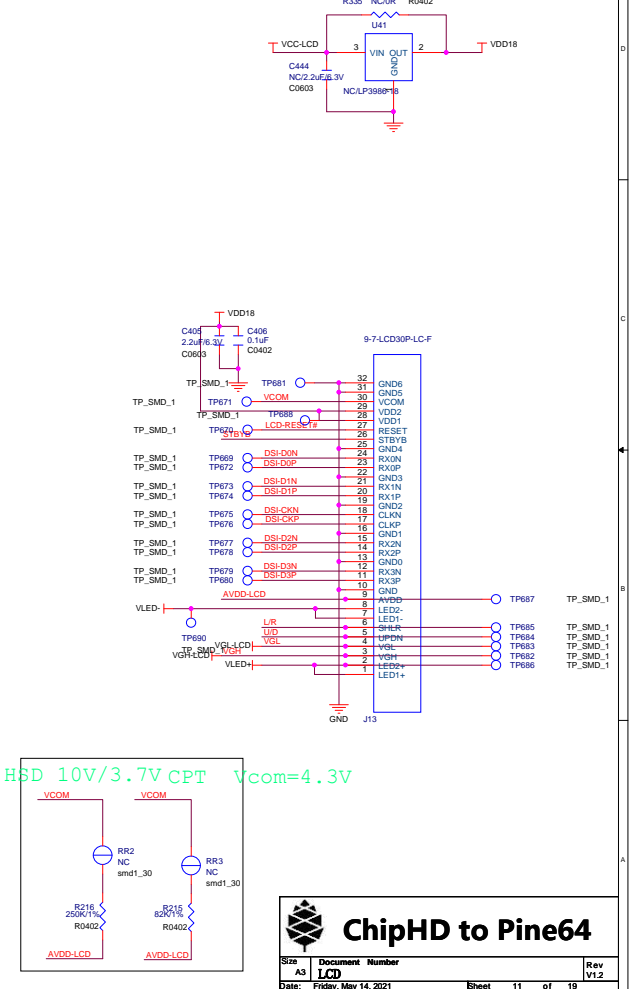 R335 NC/0R R0402
U41
VCC-LCD 3 VIN OUT 2 VDD18
GND
C444
NC/2.2uF/6.3V
C0603
NC/LP3986-18
1
D
C
B
A
VDD18
C405 C406
2.2uF/6.3V 0.1uF
C0603 C0402
9-7-LCD30P-LC-F
TP_SMD_1 TP681 32 GND6
31 GND5
TP_SMD_1 TP671 VCOM 30 VCOM
29 VDD2
TP_SMD_1 TP688 28 VDD1
TP_SMD_1 TP670 LCD-RESET# 27 RESET
STBYB 26 STBYB
25 GND4
TP_SMD_1 TP669 DSI-D0N 24 RX0N
TP_SMD_1 TP672 DSI-D0P 23 RX0P
22 GND3
TP_SMD_1 TP673 DSI-D1N 21 RX1N
TP_SMD_1 TP674 DSI-D1P 20 RX1P
19 GND2
TP_SMD_1 TP675 DSI-CKN 18 CLKN
TP_SMD_1 TP676 DSI-CKP 17 CLKP
16 GND1
TP_SMD_1 TP677 DSI-D2N 15 RX2N
TP_SMD_1 TP678 DSI-D2P 14 RX2P
13 GND0
TP_SMD_1 TP679 DSI-D3N 12 RX3N
TP_SMD_1 TP680 DSI-D3P 11 RX3P
10 GND
AVDD-LCD 9 AVDD TP687 TP_SMD_1
VLED- 8 LED2-
7 LED1-
L/R 6 SHLR TP685 TP_SMD_1
TP690 U/D 5 UPDN TP684 TP_SMD_1
VGL-LCD VGL 4 VGL TP683 TP_SMD_1
TP_SMD_1 VGH-LCD VGH 3 VGH TP682 TP_SMD_1
VLED+ 2 LED2+ TP686 TP_SMD_1
1 LED1+
GND J13
HSD 10V/3.7V CPT Vcom=4.3V
VCOM VCOM
RR2
NC
smd1_30
RR3
NC
smd1_30
R216
250K/1%
R0402
R215
82K/1%
R0402
AVDD-LCD AVDD-LCD
ChipHD to Pine64
Size Document Number Rev
A3 LCD V1.2
Date: Friday, May 14, 2021 Sheet 11 of 19